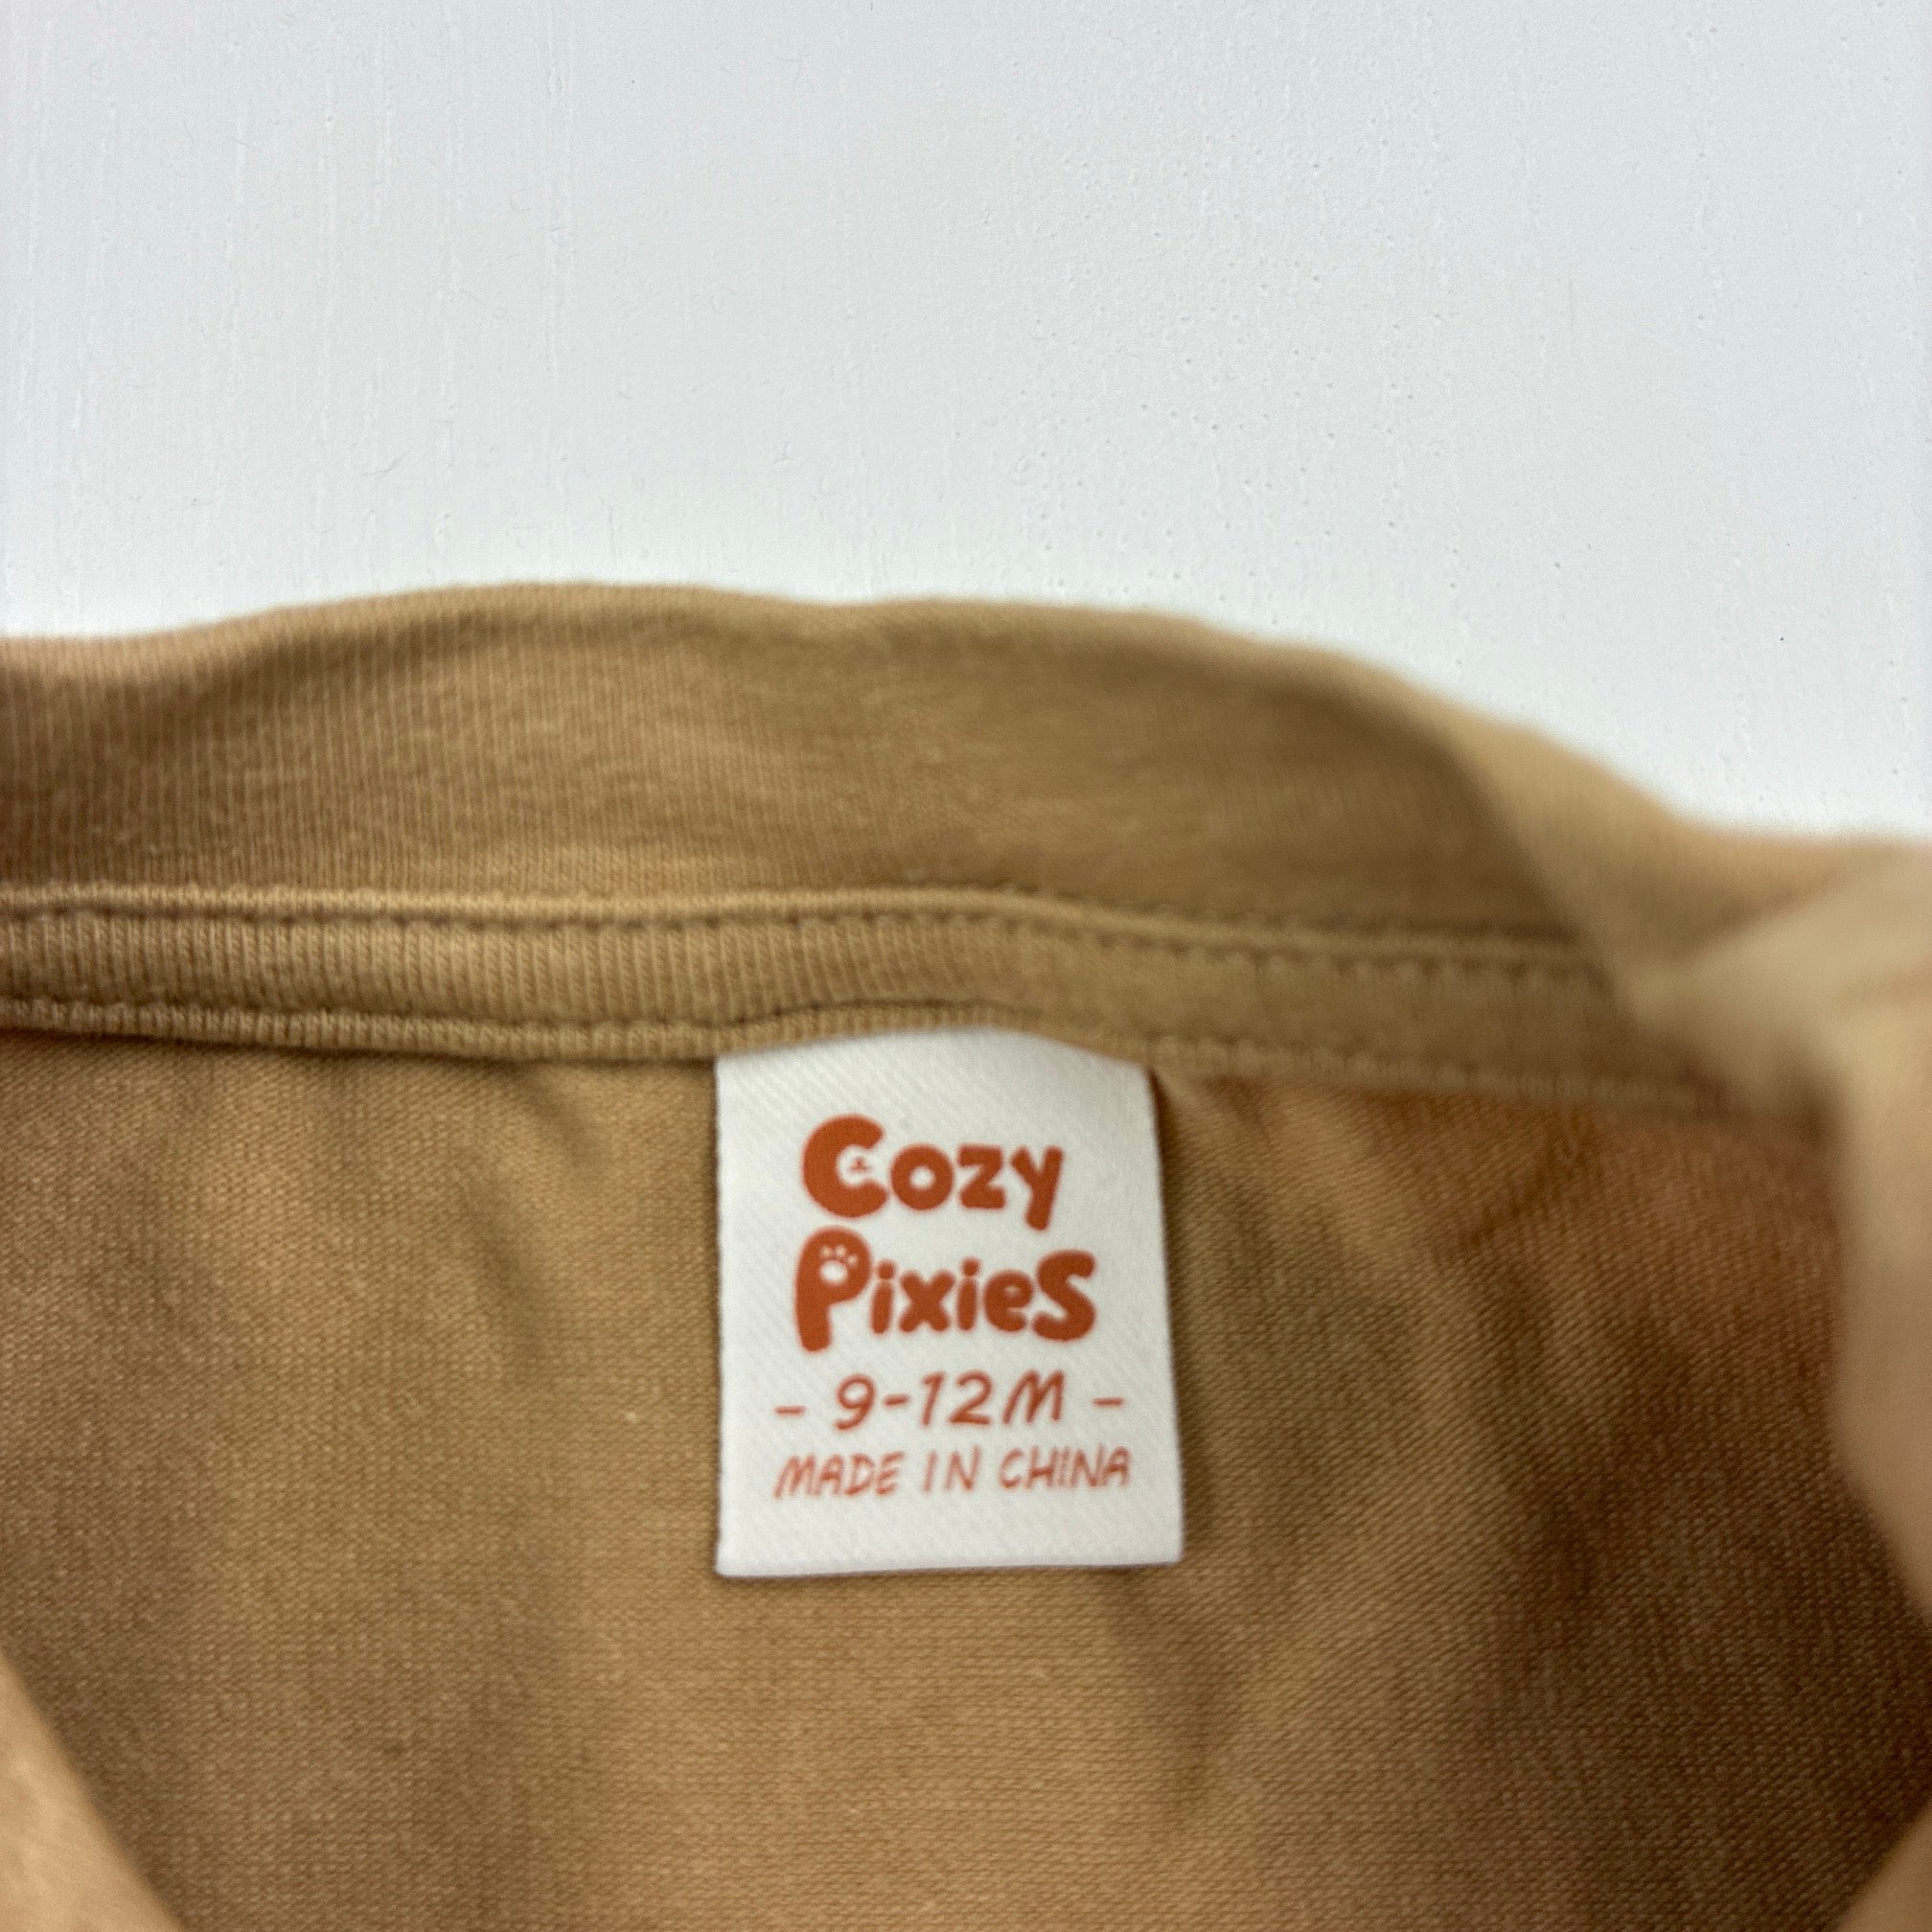 Cozy
Pixies
- 9-12M -
MADE IN CHINA